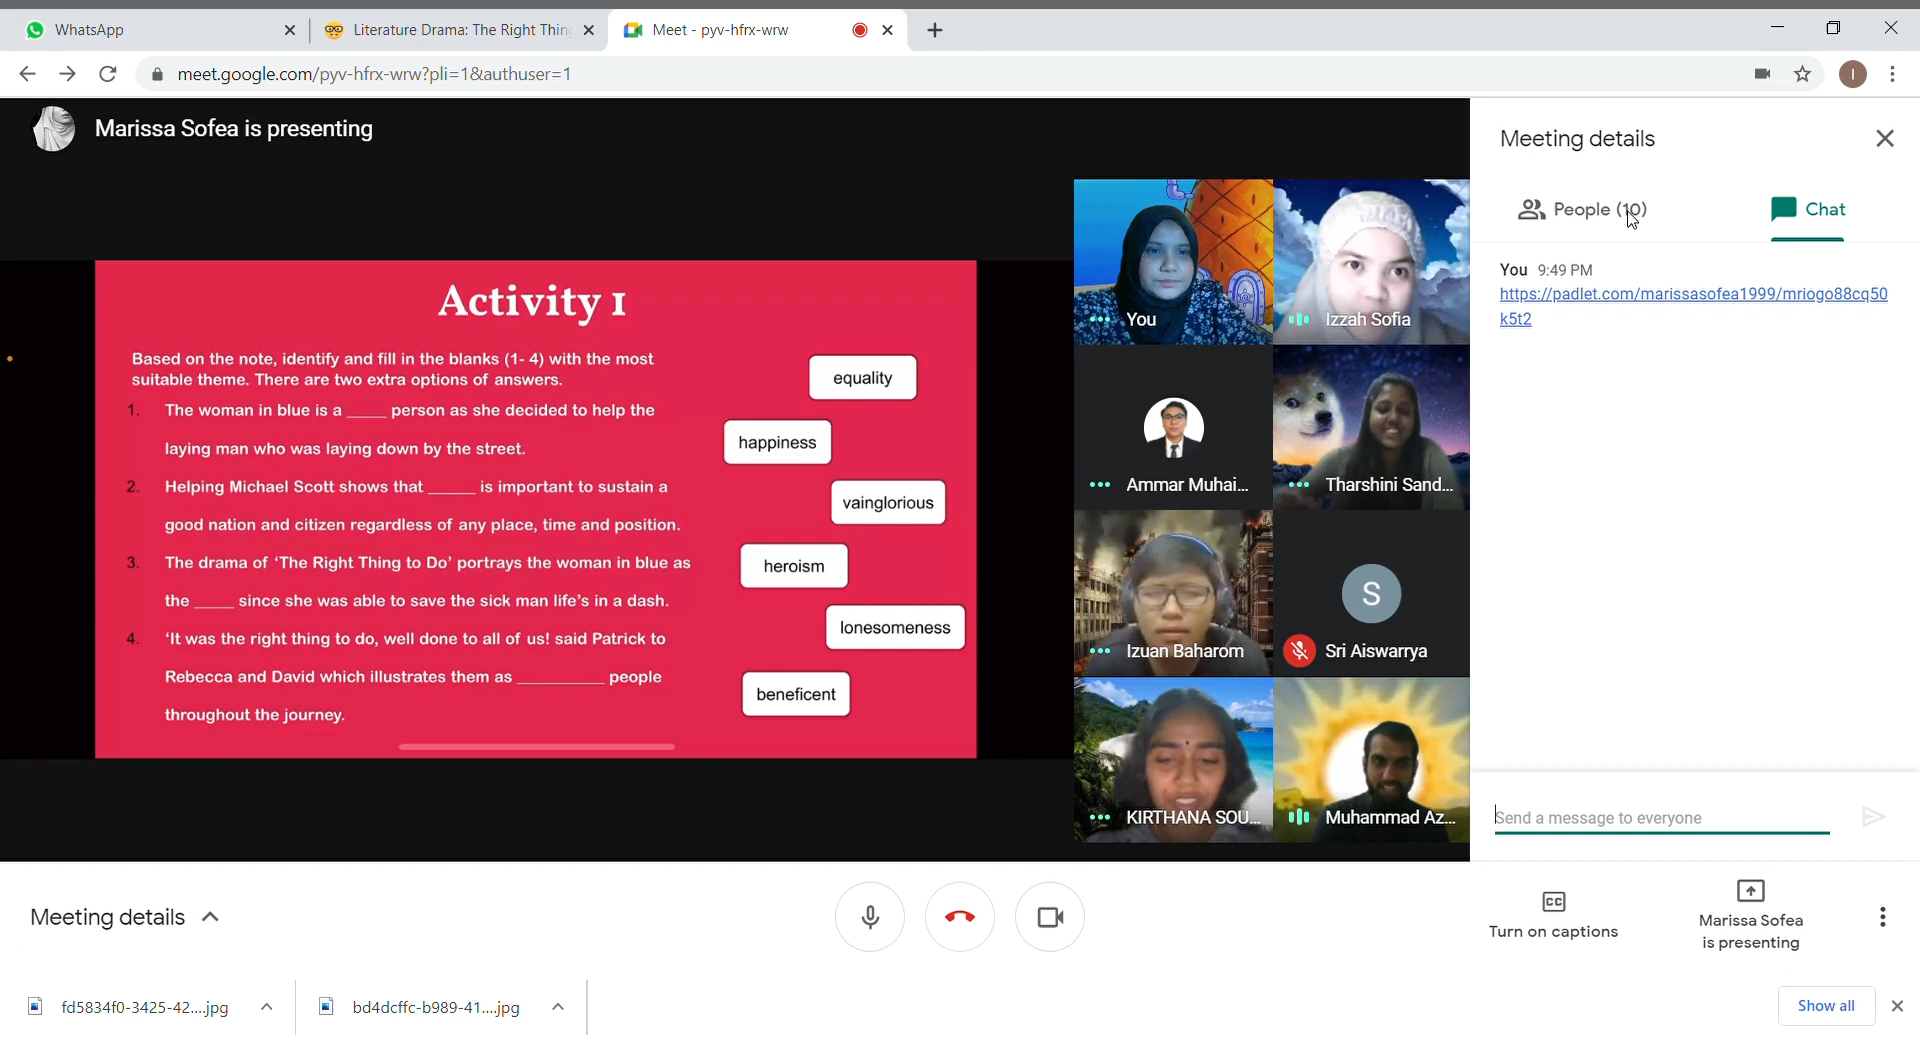 WhatsApp
Literature Drama: The Right Thin
Meet - pyv-hfrx-wrw
meet.google.com/pyv-hfrx-wrw?pli=1&authuser=1
I
Marissa Sofea is presenting
Activity 1
Based on the note, identify and fill in the blanks (1- 4) with the most
suitable theme. There are two extra options of answers.
1. The woman in blue is a _____ person as she decided to help the
laying man who was laying down by the street.
2. Helping Michael Scott shows that ______ is important to sustain a
good nation and citizen regardless of any place, time and position.
3. The drama of ‘The Right Thing to Do’ portrays the woman in blue as
the _____ since she was able to save the sick man life’s in a dash.
4. ‘It was the right thing to do, well done to all of us! said Patrick to
Rebecca and David which illustrates them as ___________ people
throughout the journey.
equality
happiness
vainglorious
heroism
lonesomeness
beneficent
You
Izzah Sofia
Ammar Muhai...
Tharshini Sand...
Izuan Baharom
S
Sri Aiswarrya
KIRTHANA SOU...
Muhammad Az...
Meeting details
People (10)
Chat
You 9:49 PM
https://padlet.com/marissasofea1999/mriogo88cq50
k5t2
Send a message to everyone
Meeting details
CC
Turn on captions
Marissa Sofea
is presenting
fd5834f0-3425-42....jpg
bd4dcffc-b989-41....jpg
Show all